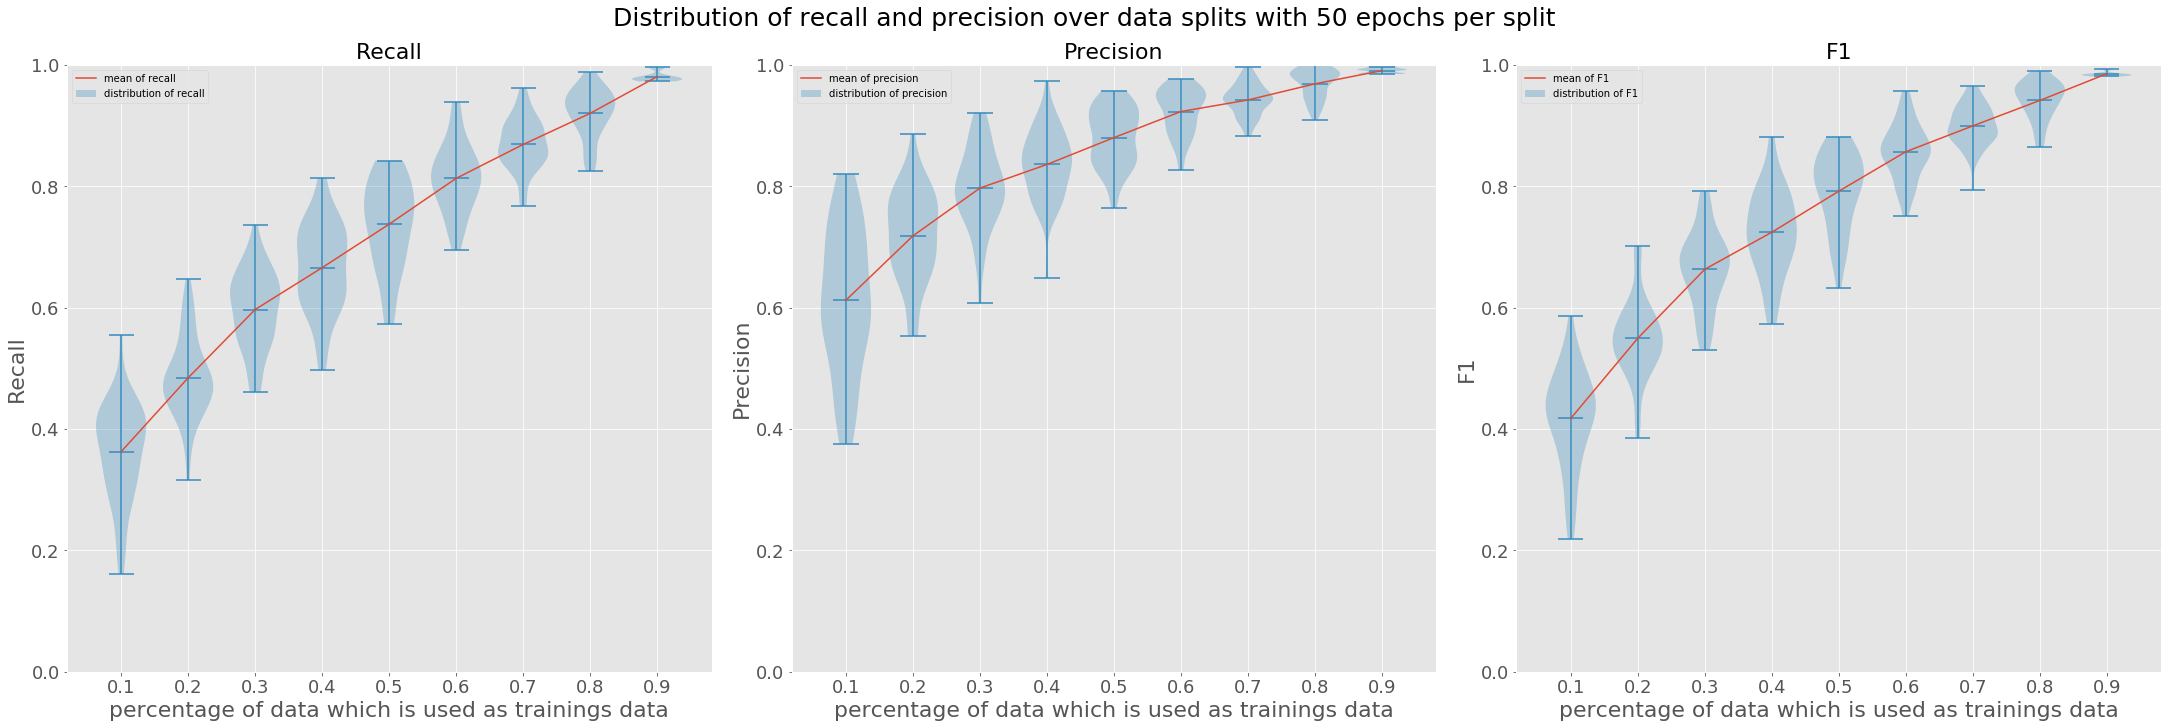 Distribution of recall and precision over data splits with 50 epochs per split
Recall
mean of recall
distribution of recall
1.0
0.8
0.6
0.4
0.2
0.0
Recall
0.1 0.2 0.3 0.4 0.5 0.6 0.7 0.8 0.9
percentage of data which is used as trainings data
Precision
mean of precision
distribution of precision
1.0
0.8
0.6
0.4
0.2
0.0
Precision
0.1 0.2 0.3 0.4 0.5 0.6 0.7 0.8 0.9
percentage of data which is used as trainings data
F1
mean of F1
distribution of F1
1.0
0.8
0.6
0.4
0.2
0.0
F1
0.1 0.2 0.3 0.4 0.5 0.6 0.7 0.8 0.9
percentage of data which is used as trainings data